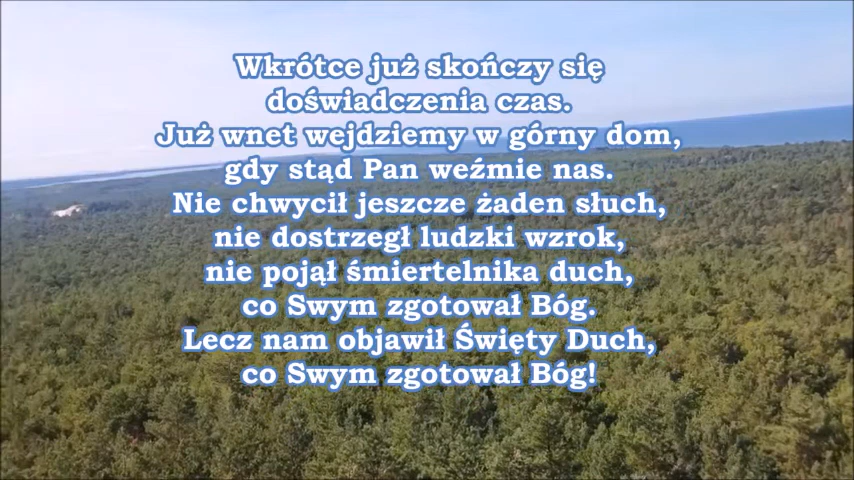 Wkrótce już skończy się
doświadczenia czas.
Już wnet wejdziemy w górny dom,
gdy stąd Pan weźmie nas.
Nie chwycił jeszcze żaden słuch,
nie dostrzegł ludzki wzrok,
nie pojął śmiertelnika duch,
co Swym zgotował Bóg.
Lecz nam objawił Święty Duch,
co Swym zgotował Bóg!